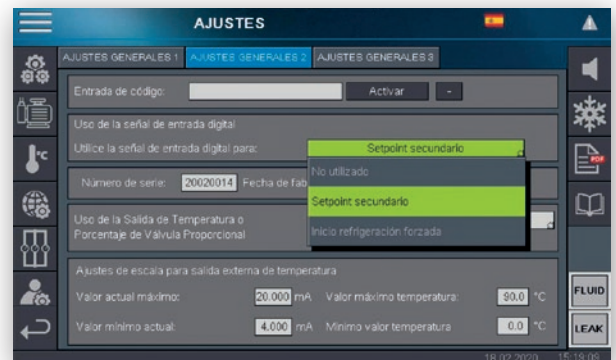 AJUSTES
AJUSTES GENERALES 1 AJUSTES GENERALES 2 AJUSTES GENERALES 3
Entrada de código: Activar -
Uso de la señal de entrada digital
Utilice la señal de entrada digital para: Setpoint secundario
No utilizado
Setpoint secundario
Inicio refrigeración forzada
Número de serie: 20020014 Fecha de fab
Uso de la Salida de Temperatura o
Porcentaje de Válvula Proporcional
Ajustes de escala para salida externa de temperatura
Valor actual máximo: 20.000 mA Valor máximo temperatura: 90.0 °C
Valor mínimo actual: 4.000 mA Mínimo valor temperatura 0.0 °C
°C
PDF
FLUID
LEAK
18.02.2020 15:19:09